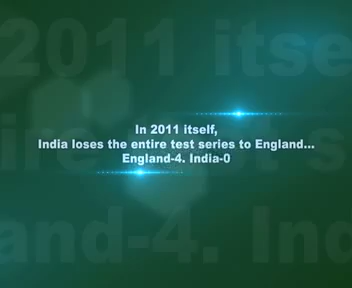 In 2011 itself,
India loses the entire test series to England...
England-4. India-0